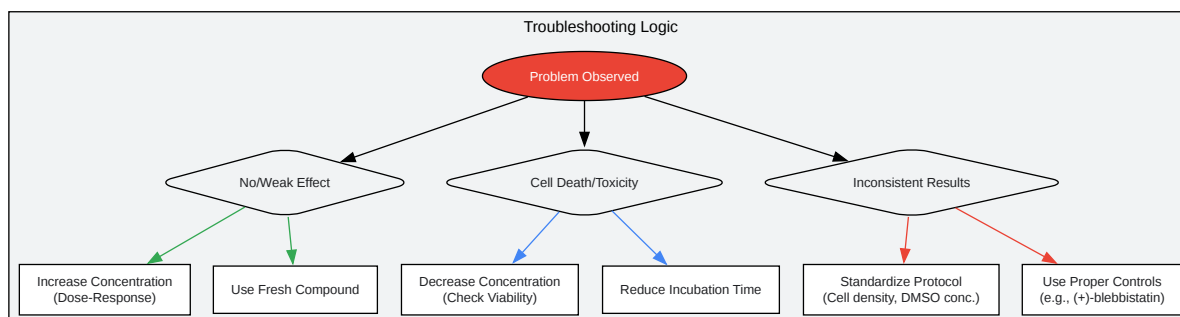 Troubleshooting Logic
Problem Observed
No/Weak Effect
Cell Death/Toxicity
Inconsistent Results
Increase Concentration
(Dose-Response)
Use Fresh Compound
Decrease Concentration
(Check Viability)
Reduce Incubation Time
Standardize Protocol
(Cell density, DMSO conc.)
Use Proper Controls
(e.g., (+)-blebbistatin)